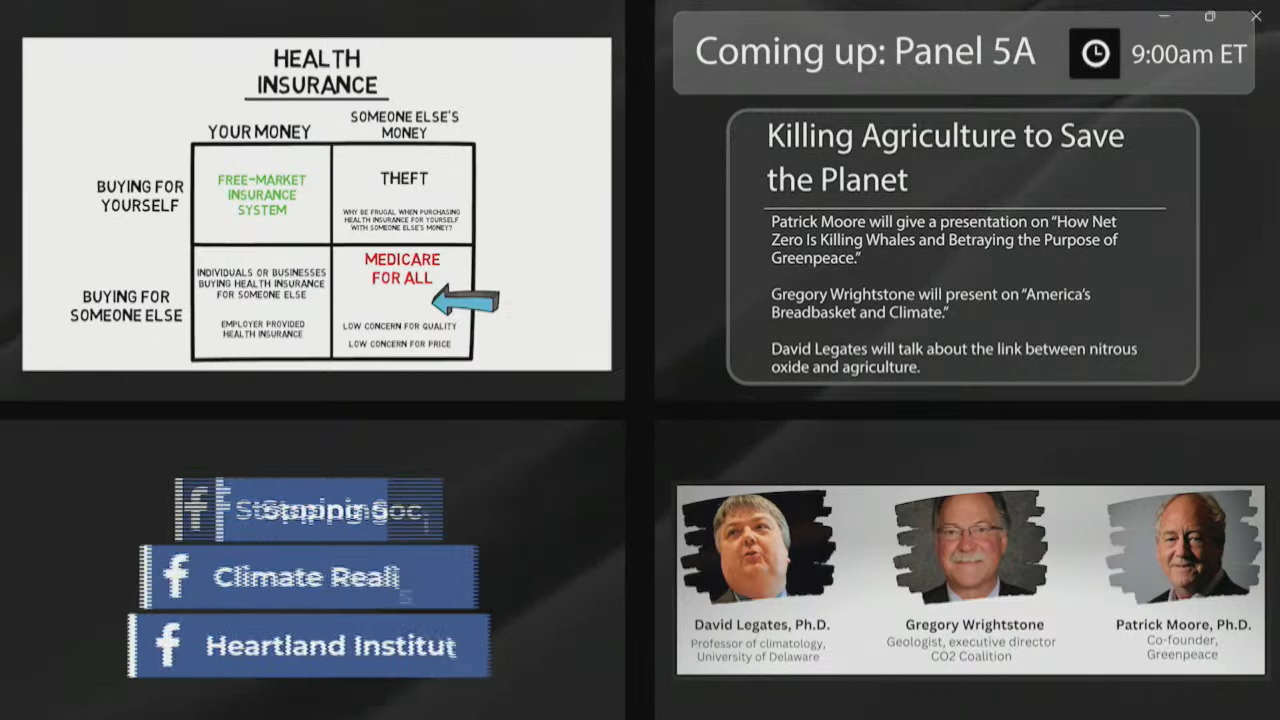 HEALTH
INSURANCE
YOUR MONEY
SOMEONE ELSE'S
MONEY
BUYING FOR
YOURSELF
FREE-MARKET
INSURANCE
SYSTEM
THEFT
WHY BE FRUGAL WHEN PURCHASING
HEALTH INSURANCE FOR YOURSELF
WITH SOMEONE ELSE'S MONEY?
BUYING FOR
SOMEONE ELSE
INDIVIDUALS OR BUSINESSES
BUYING HEALTH INSURANCE
FOR SOMEONE ELSE
EMPLOYER PROVIDED
HEALTH INSURANCE
MEDICARE
FOR ALL
LOW CONCERN FOR QUALITY
LOW CONCERN FOR PRICE
Coming up: Panel 5A
9:00am ET
Killing Agriculture to Save
the Planet
Patrick Moore will give a presentation on “How Net
Zero Is Killing Whales and Betraying the Purpose of
Greenpeace.”
Gregory Wrightstone will present on “America’s
Breadbasket and Climate.”
David Legates will talk about the link between nitrous
oxide and agriculture.
Climate Reali
Heartland Institut
David Legates, Ph.D.
Professor of climatology,
University of Delaware
Gregory Wrightstone
Geologist, executive director
CO2 Coalition
Patrick Moore, Ph.D.
Co-founder,
Greenpeace